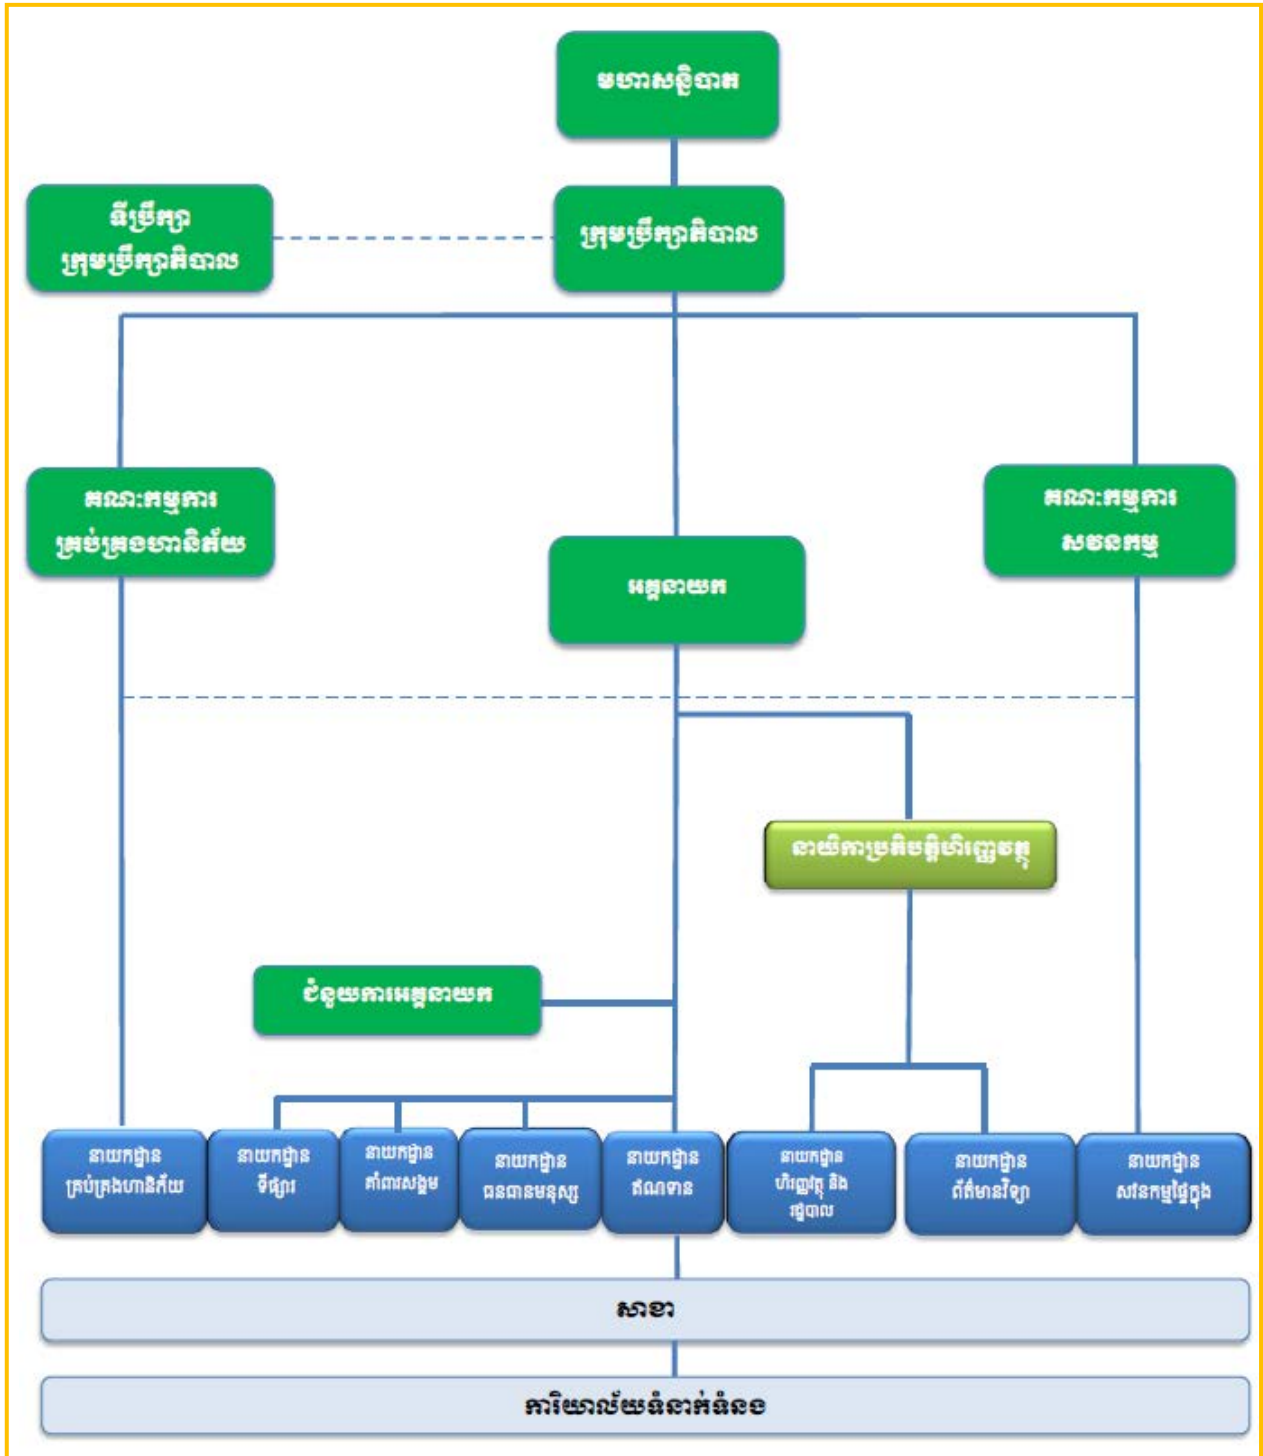 មហាសន្និបាត
ទីប្រឹក្សា
ក្រុមប្រឹក្សាភិបាល
ក្រុមប្រឹក្សាភិបាល
គណៈកម្មការ
គ្រប់គ្រងហានិភ័យ
គណៈកម្មការ
សវនកម្ម
អគ្គនាយក
នាយិកាប្រតិបត្តិហិរញ្ញវត្ថុ
ជំនួយការអគ្គនាយក
នាយកដ្ឋាន
គ្រប់គ្រងហានិភ័យ
នាយកដ្ឋាន
ទីផ្សារ
នាយកដ្ឋាន
គាំពារសង្គម
នាយកដ្ឋាន
ធនធានមនុស្ស
នាយកដ្ឋាន
ឥណទាន
នាយកដ្ឋាន
ហិរញ្ញវត្ថុ និង
រដ្ឋបាល
នាយកដ្ឋាន
ព័ត៌មានវិទ្យា
នាយកដ្ឋាន
សវនកម្មផ្ទៃក្នុង
សាខា
ការិយាល័យទំនាក់ទំនង